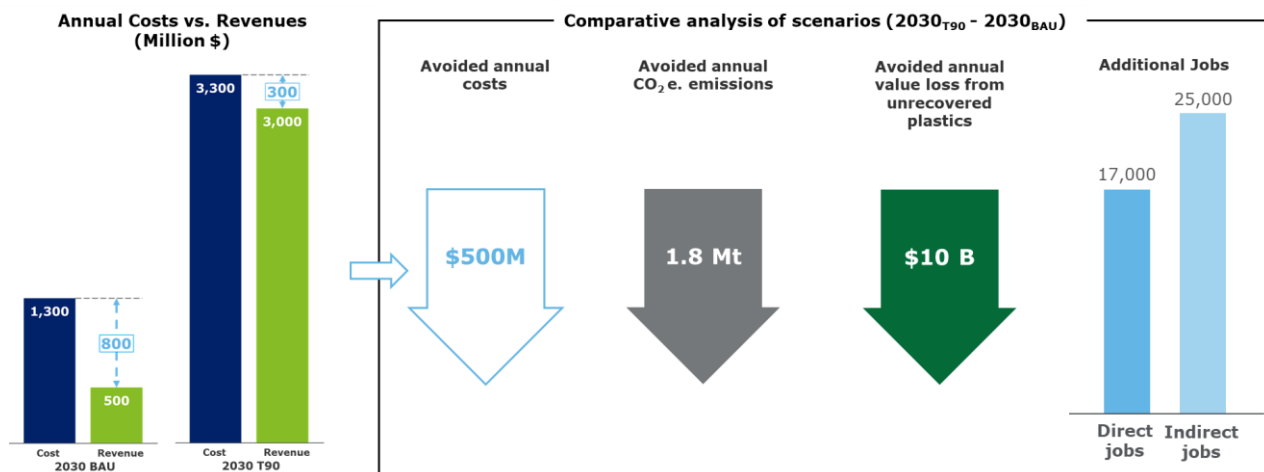 Annual Costs vs. Revenues
(Million $)
3,300
300
3,000
1,300
800
500
Cost
Revenue
2030 BAU
Cost
Revenue
2030 T90
Comparative analysis of scenarios (2030T90 - 2030BAU)
Avoided annual
costs
$500M
Avoided annual
CO2 e. emissions
1.8 Mt
Avoided annual
value loss from
unrecovered
plastics
$10 B
Additional Jobs
25,000
17,000
Direct
jobs
Indirect
jobs